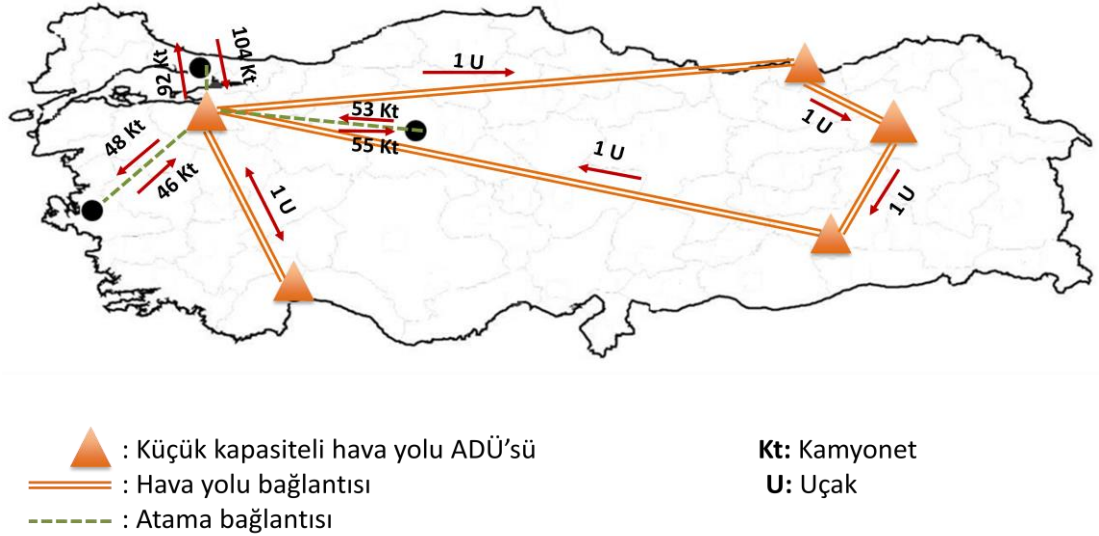 92 Kt
104 Kt
1 U
53 Kt
55 Kt
1 U
48 Kt
46 Kt
1 U
1 U
1 U
: Küçük kapasiteli hava yolu ADÜ'sü
: Hava yolu bağlantısı
: Atama bağlantısı
Kt: Kamyonet
U: Uçak